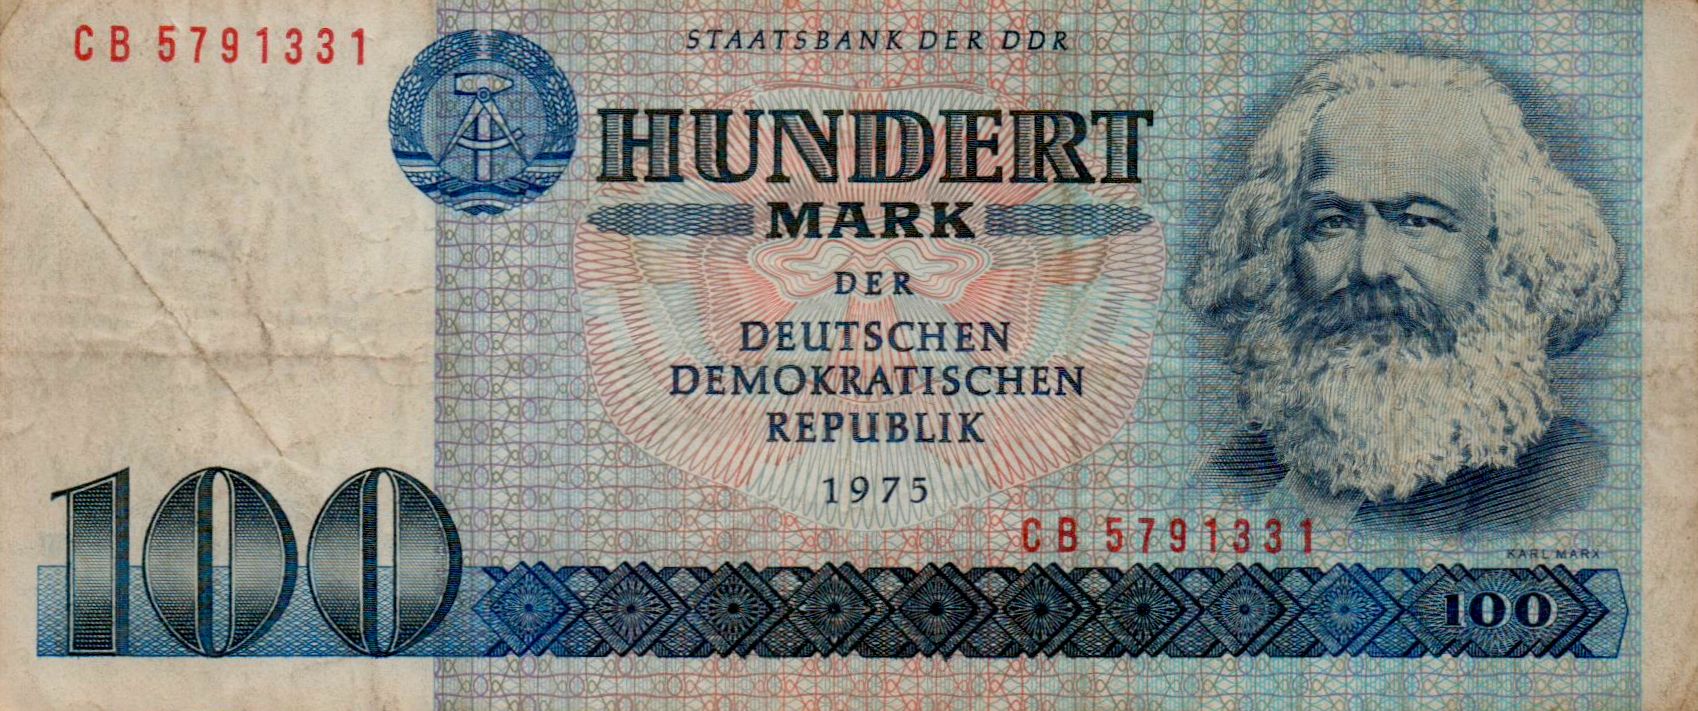 CB 5791331
STAATSBANK DER DDR
HUNDERT
MARK
DER
DEUTSCHEN
DEMOKRATISCHEN
REPUBLIK
1975
CB 5791331
KARL MARX
100
100